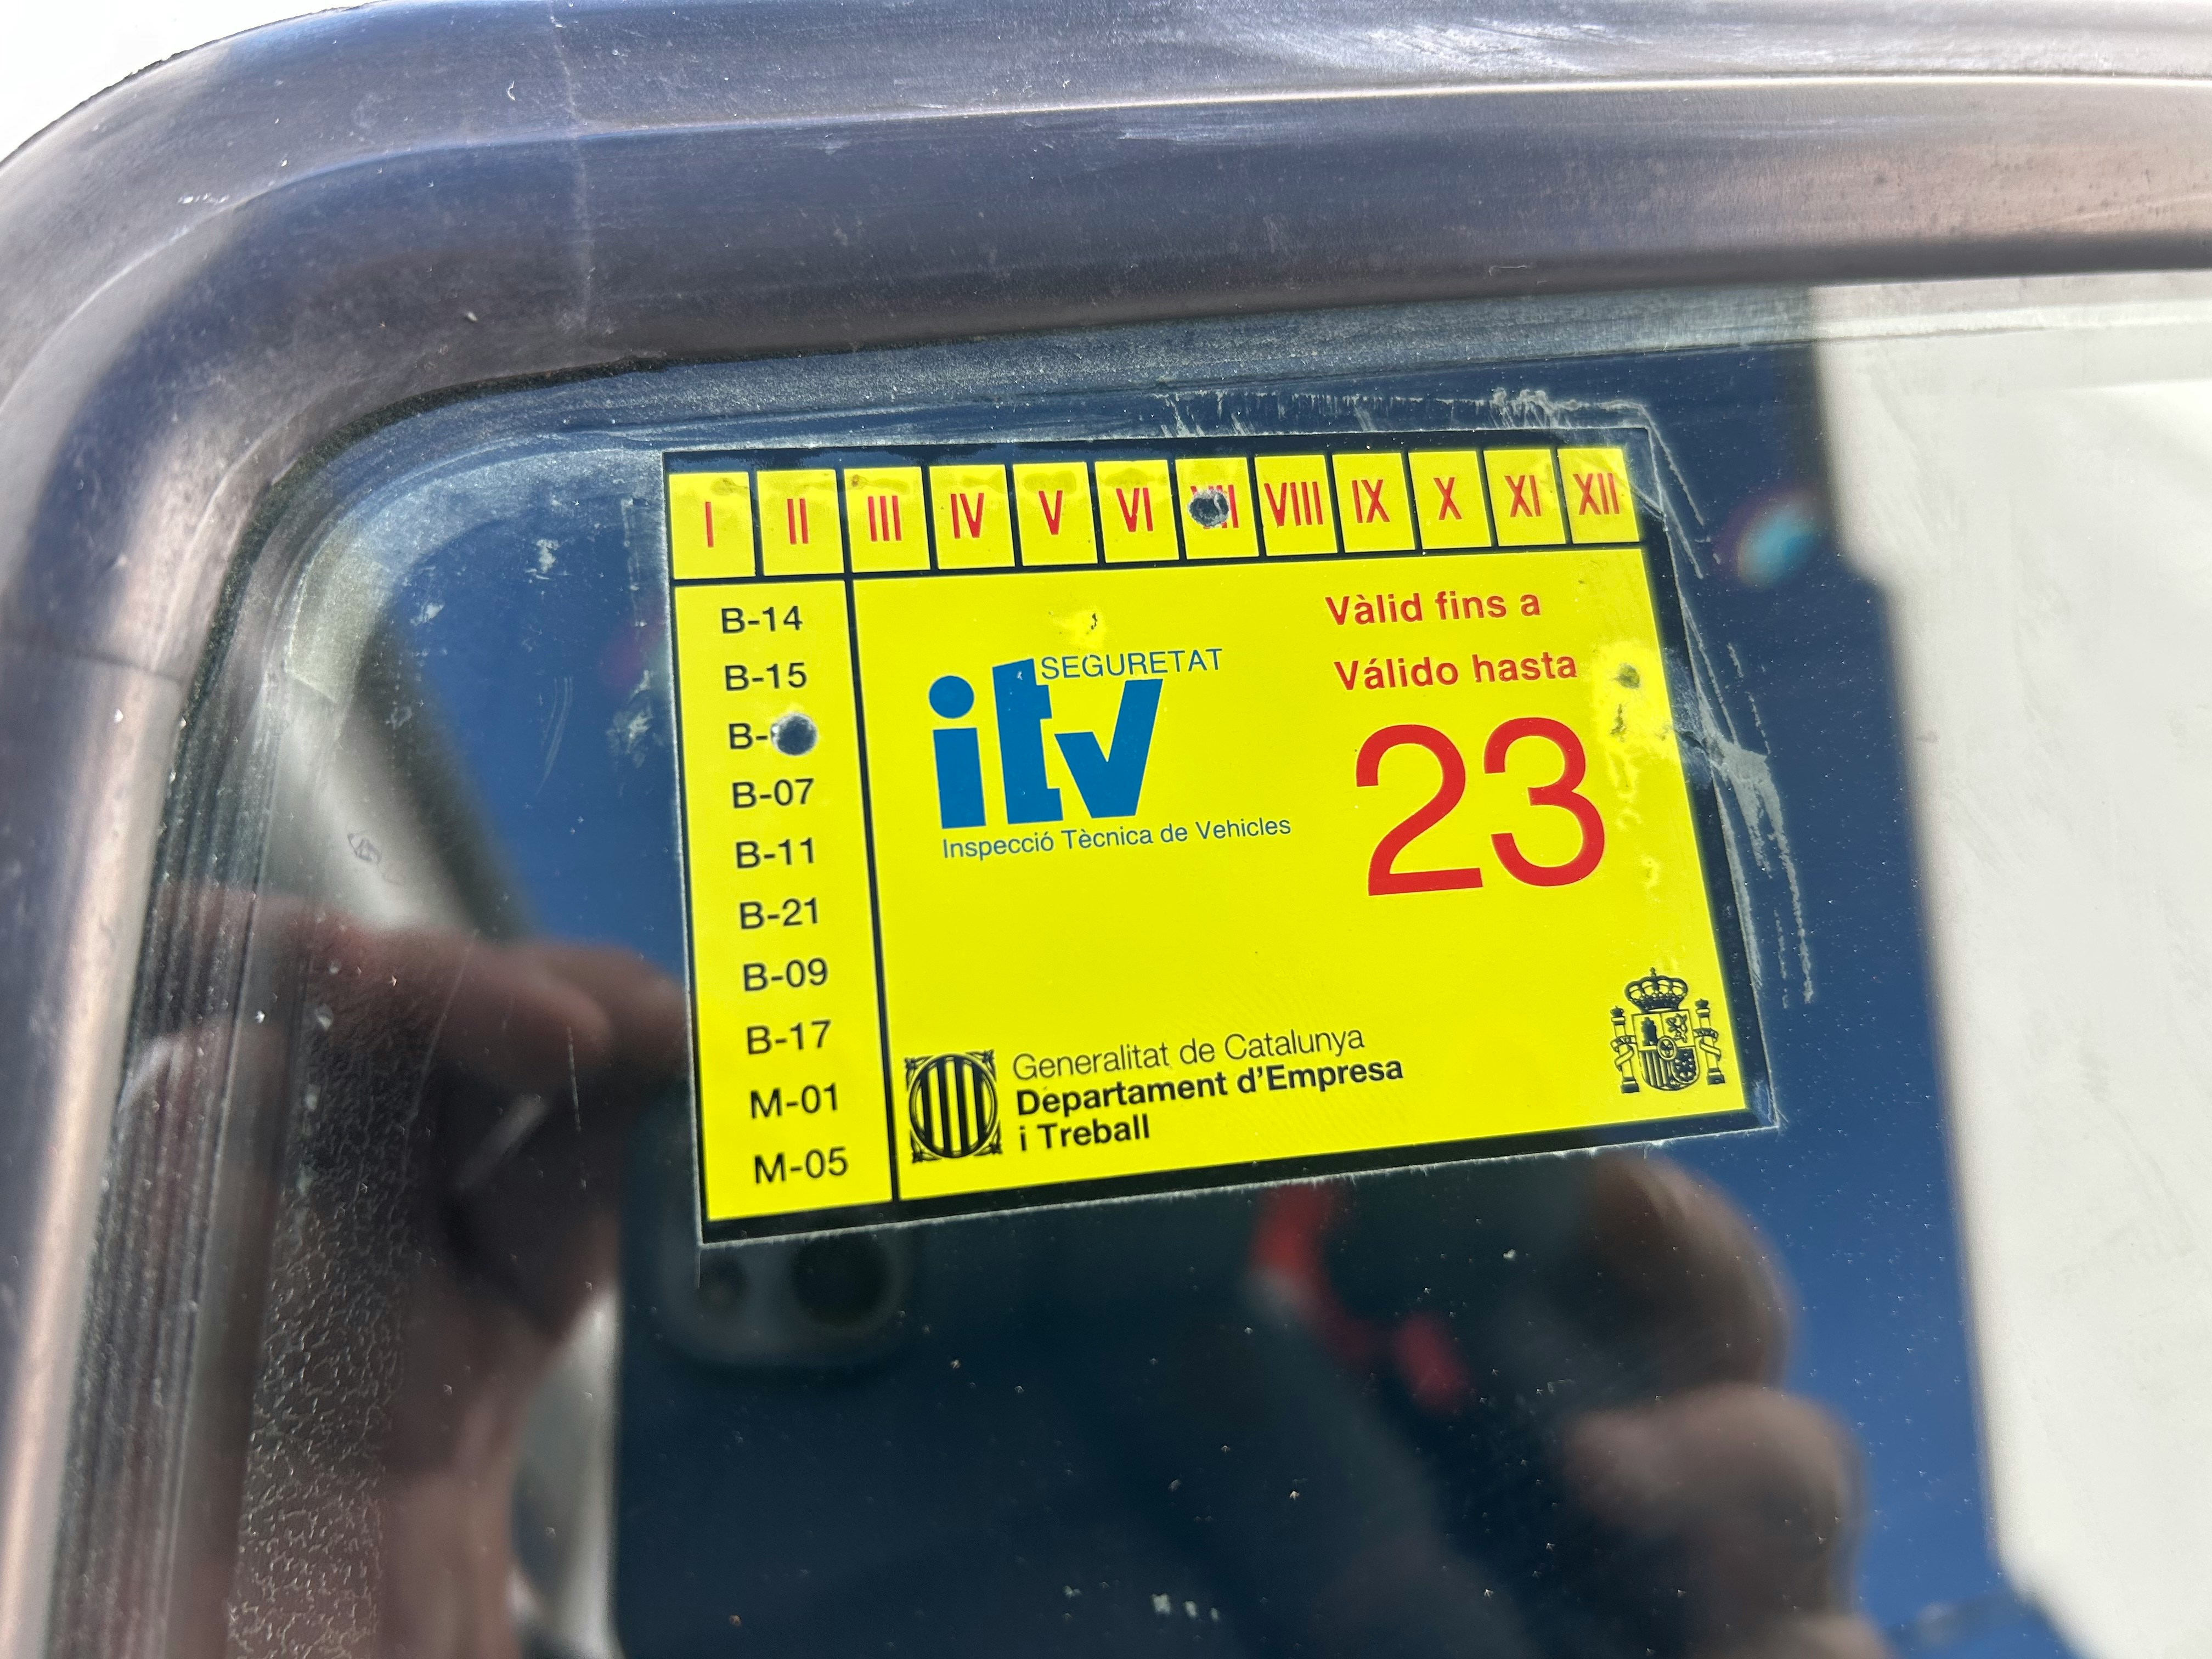 I II III IV V VI VIII IX X XI XII
B-14
B-15
B-07
B-11
B-21
B-09
B-17
M-01
M-05
SEGURETAT
itv
Inspecció Tècnica de Vehicles
Vàlid fins a
Válido hasta
23
Generalitat de Catalunya
Departament d'Empresa
i Treball